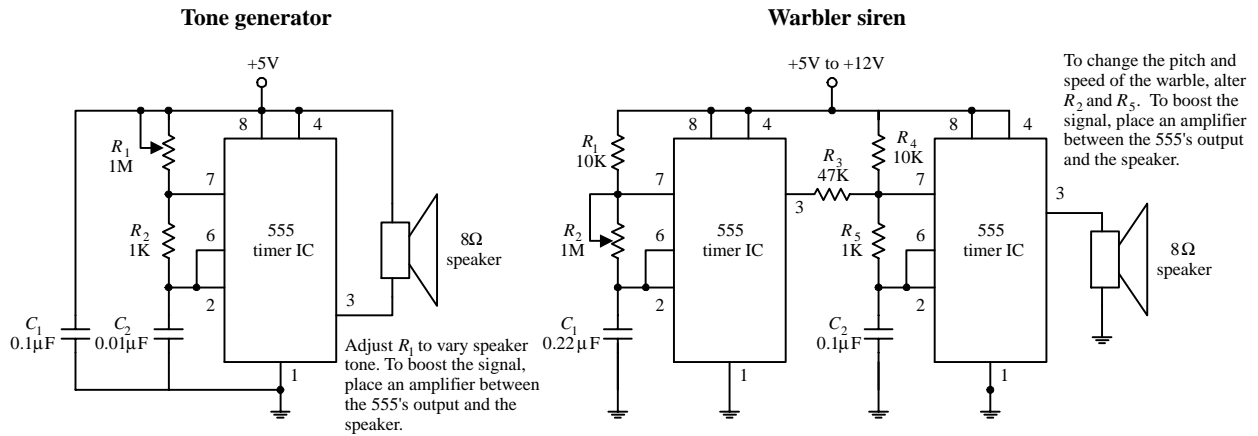 Tone generator
+5V
8
4
R1
1M
7
R2
1K
6
2
555
timer IC
8Ω
speaker
3
C1
0.1µF
C2
0.01µF
1
Adjust R1 to vary speaker
tone. To boost the signal,
place an amplifier between
the 555's output and the
speaker.
Warbler siren
+5V to +12V
8
4
R1
10K
7
R2
1M
6
2
555
timer IC
3
R3
47K
C1
0.22µF
1
R4
10K
8
4
7
R5
1K
6
2
555
timer IC
3
8Ω
speaker
C2
0.1µF
1
To change the pitch and
speed of the warble, alter
R2 and R5. To boost the
signal, place an amplifier
between the 555's output
and the speaker.